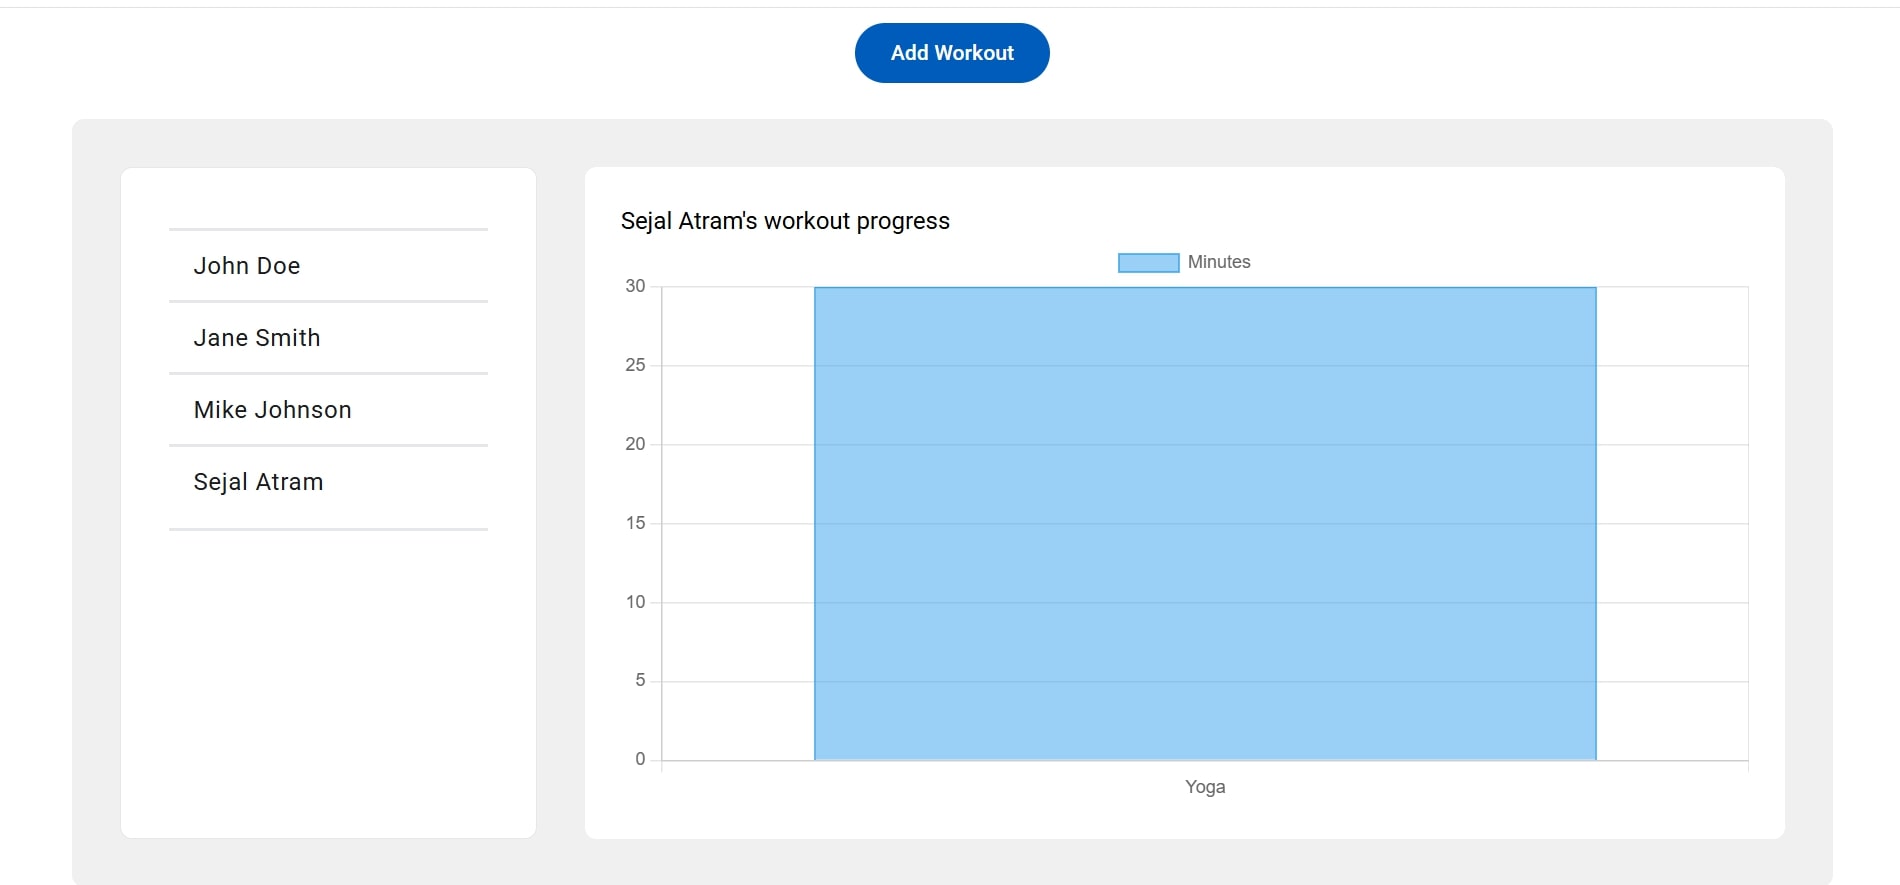 Add Workout
John Doe
Jane Smith
Mike Johnson
Sejal Atram
Sejal Atram's workout progress
Minutes
30
25
20
15
10
5
0
Yoga